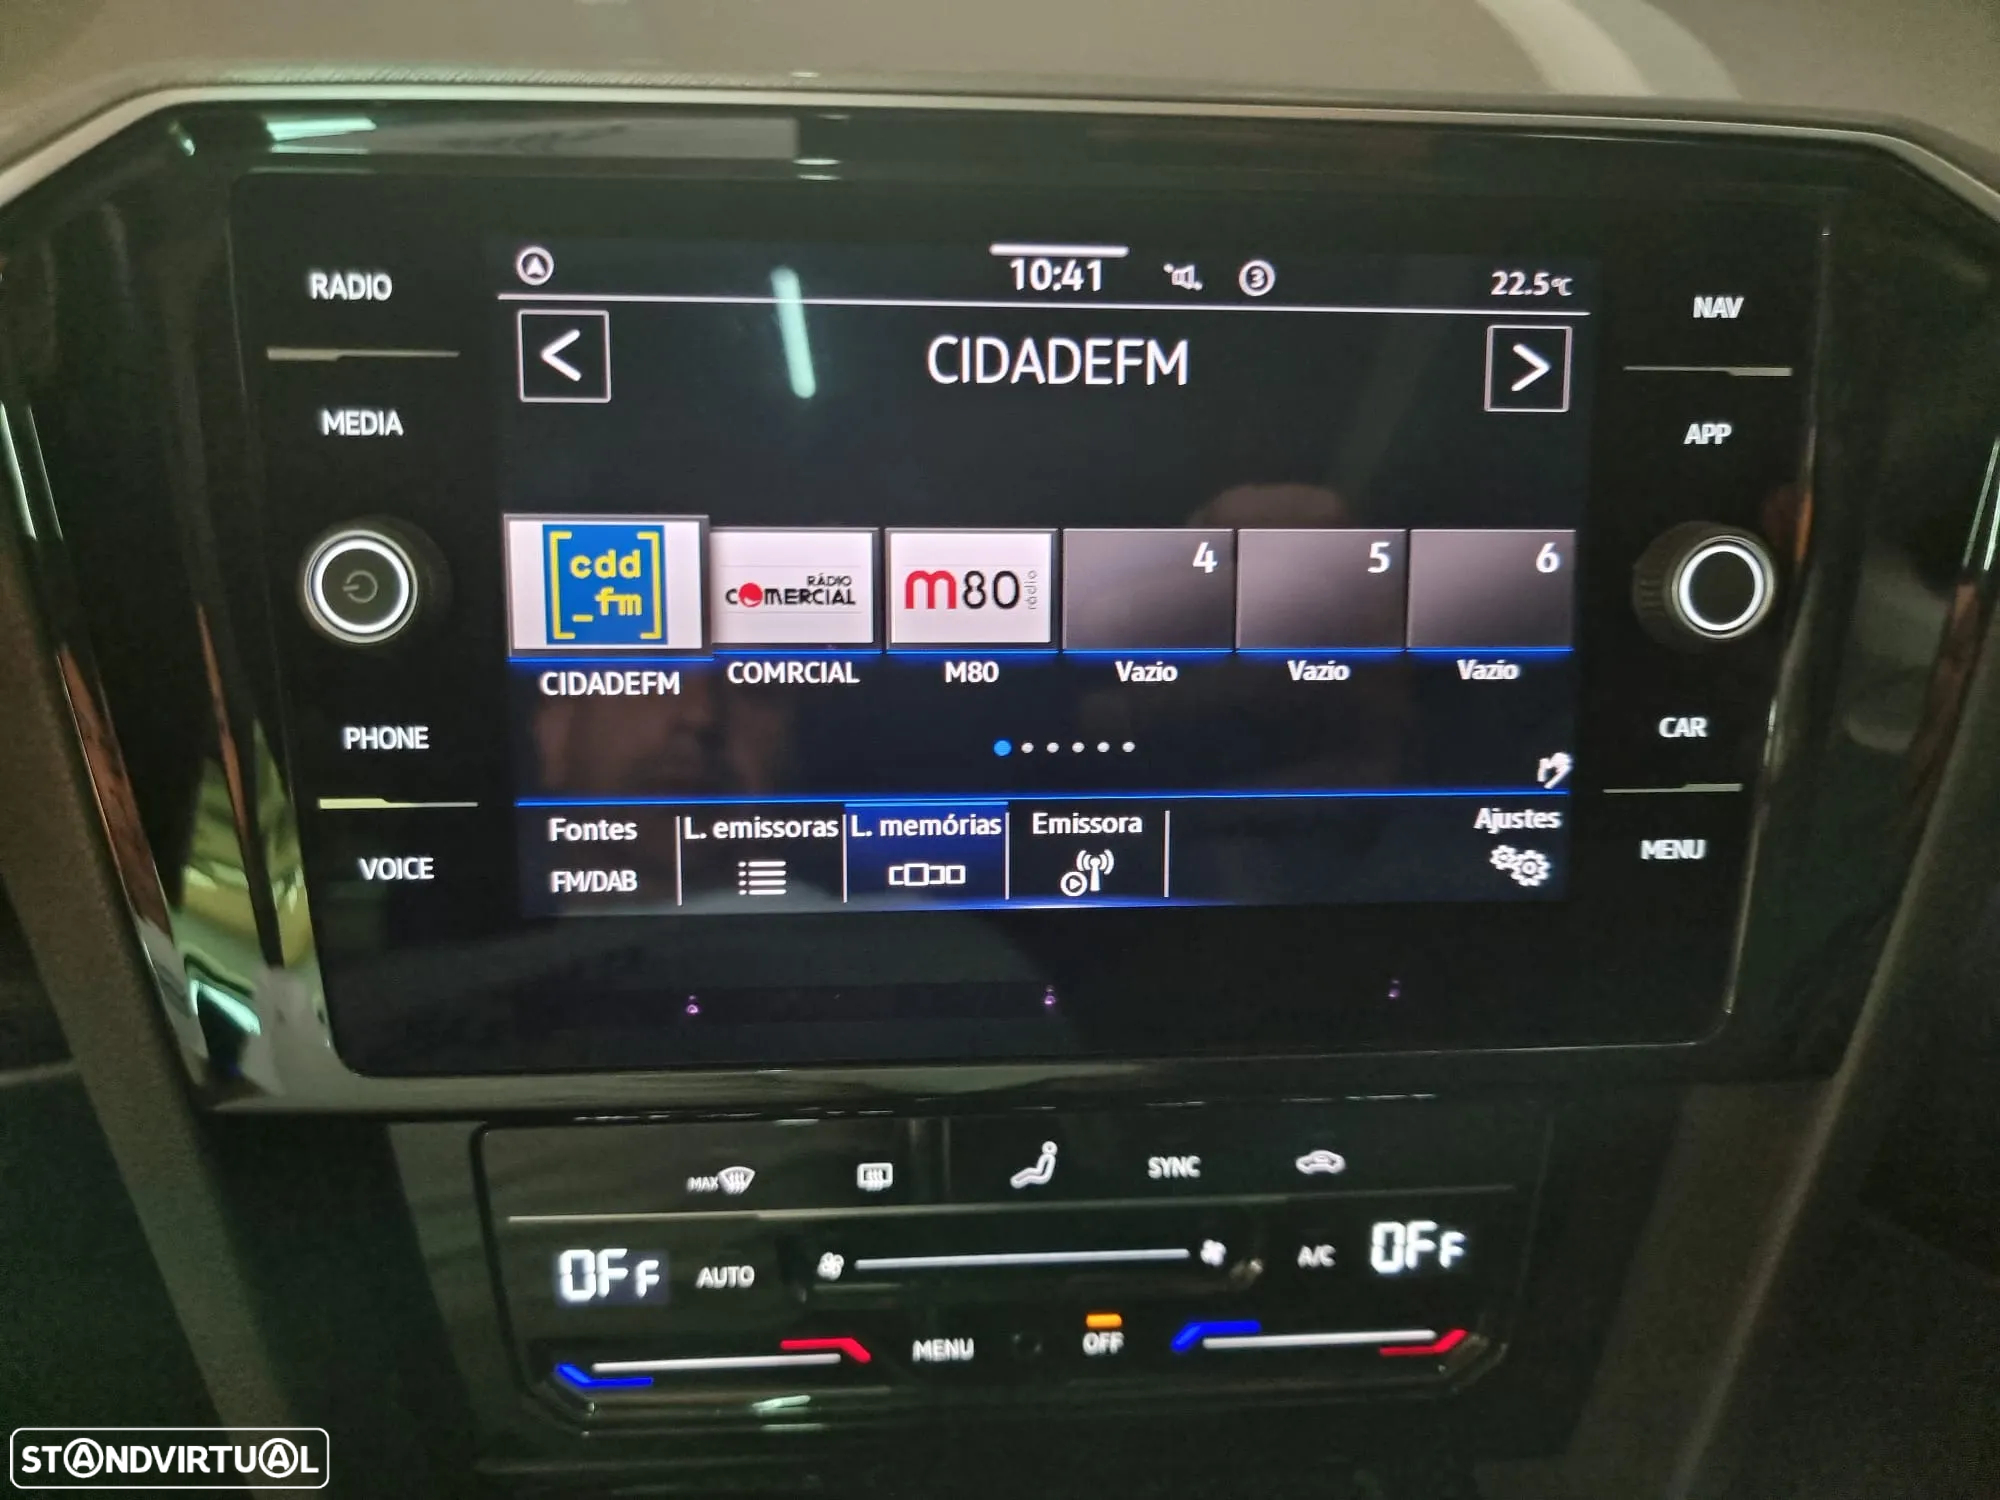 RADIO
MEDIA
PHONE
VOICE
10:41
3
22.5°C
< CIDADEFM >
cdd
_fm
RÁDIO
COMERCIAL
m80
rádio
4
5
6
CIDADEFM
COMRCIAL
M80
Vazio
Vazio
Vazio
Fontes
FM/DAB
L. emissoras
L. memórias
Emissora
Ajustes
NAV
APP
CAR
MENU
MAX
SYNC
OFF
AUTO
A/C
OFF
MENU
OFF
STANDVIRTUAL